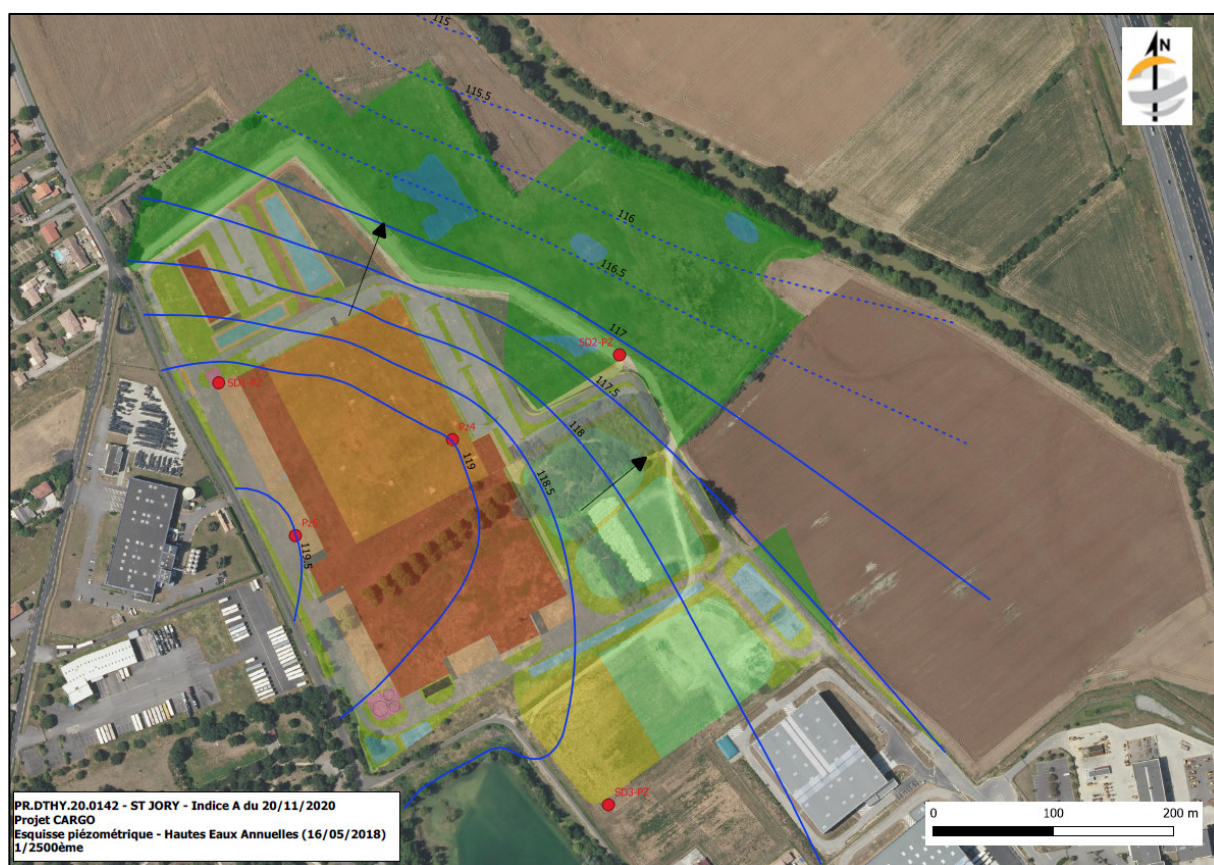 115
N
115.5
116
116.5
117
SD2-PZ
117.5
SD1-PZ
118
Pz4
119
118.5
Pz5
119.5
SD3-PZ
PR.DTHY.20.0142 - ST JORY - Indice A du 20/11/2020
Projet CARGO
Esquisse piézométrique - Hautes Eaux Annuelles (16/05/2018)
1/2500ème
0 100 200 m